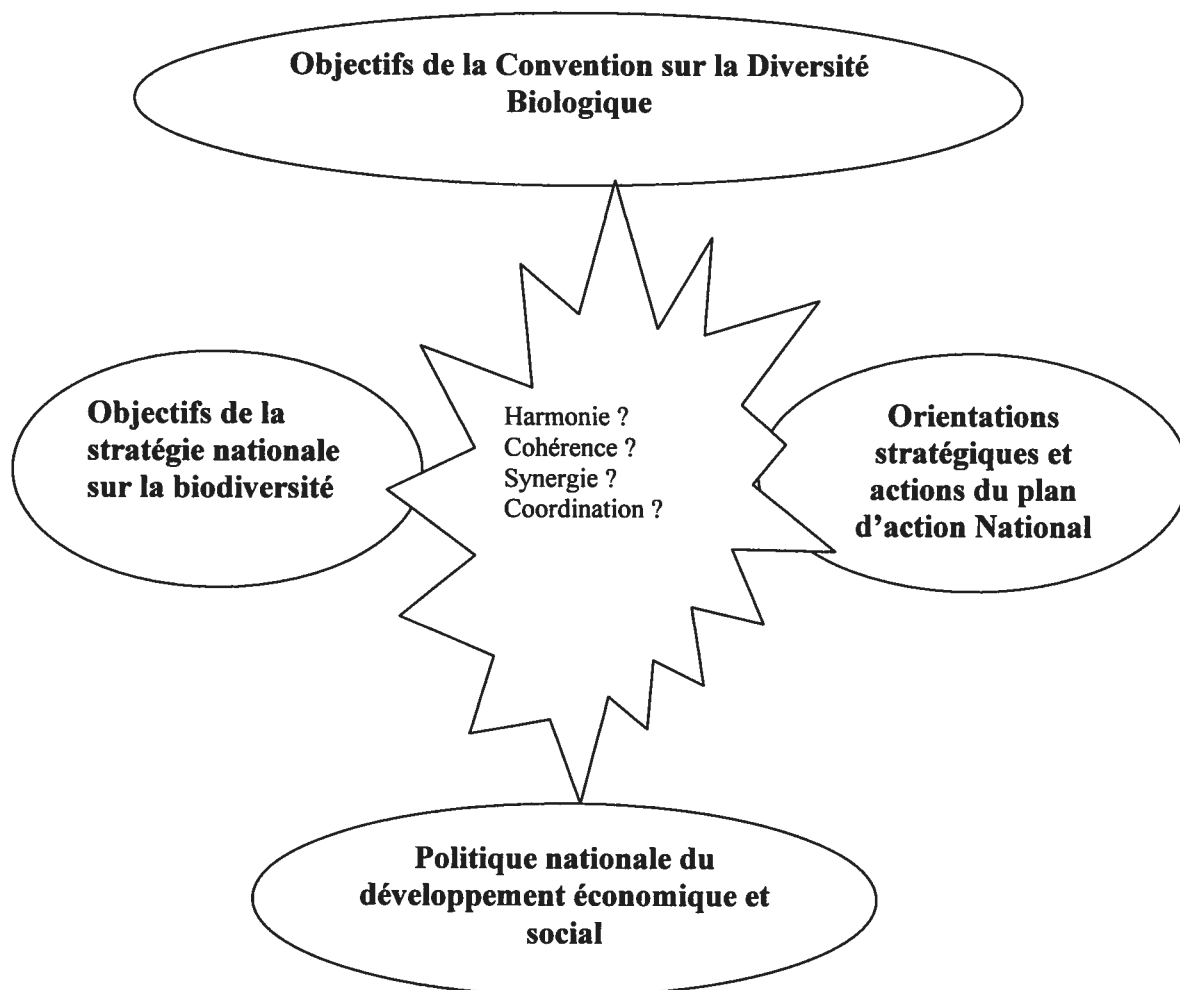 Objectifs de la Convention sur la Diversité
Biologique
Objectifs de la
stratégie nationale
sur la biodiversité
Harmonie ?
Cohérence ?
Synergie ?
Coordination ?
Orientations
stratégiques et
actions du plan
d’action National
Politique nationale du
développement économique et
social